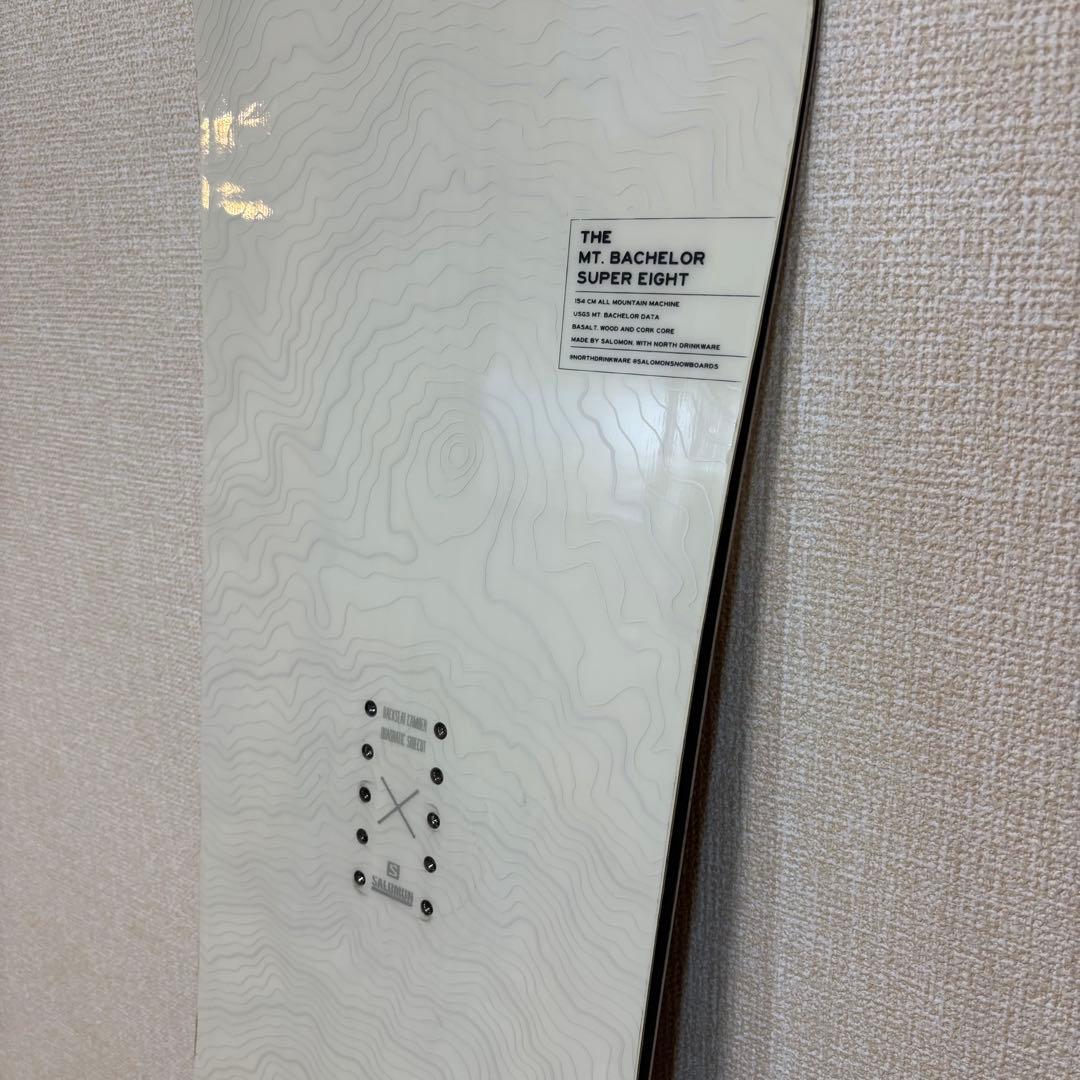 THE
MT. BACHELOR
SUPER EIGHT
154 CM ALL MOUNTAIN MACHINE
USGS MT. BACHELOR DATA
BASALT, WOOD AND CORK CORE
MADE BY SALOMON, WITH NORTH DRINKWARE
@NORTHDRINKWARE @SALOMONSNOWBOARDS
BACKSEAT CAMBER
QUADRATIC SIDECUT
S
SALOMON